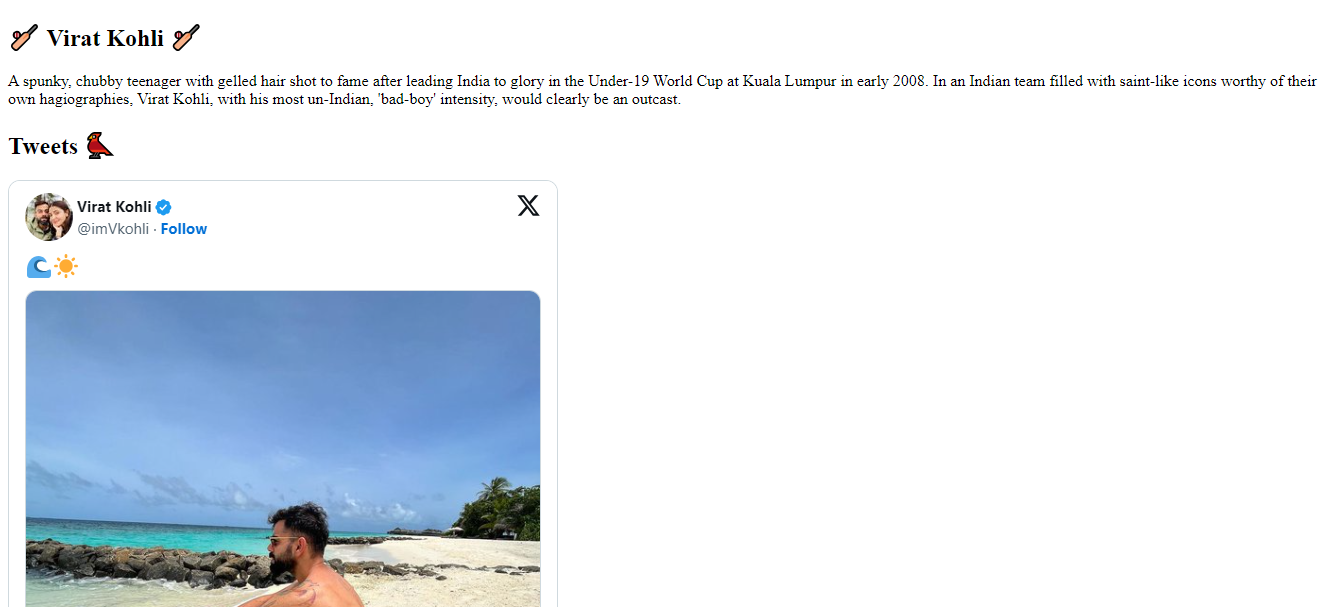 Virat Kohli
A spunky, chubby teenager with gelled hair shot to fame after leading India to glory in the Under-19 World Cup at Kuala Lumpur in early 2008. In an Indian team filled with saint-like icons worthy of their
own hagiographies, Virat Kohli, with his most un-Indian, 'bad-boy' intensity, would clearly be an outcast.
Tweets
Virat Kohli
@imVkohli · Follow